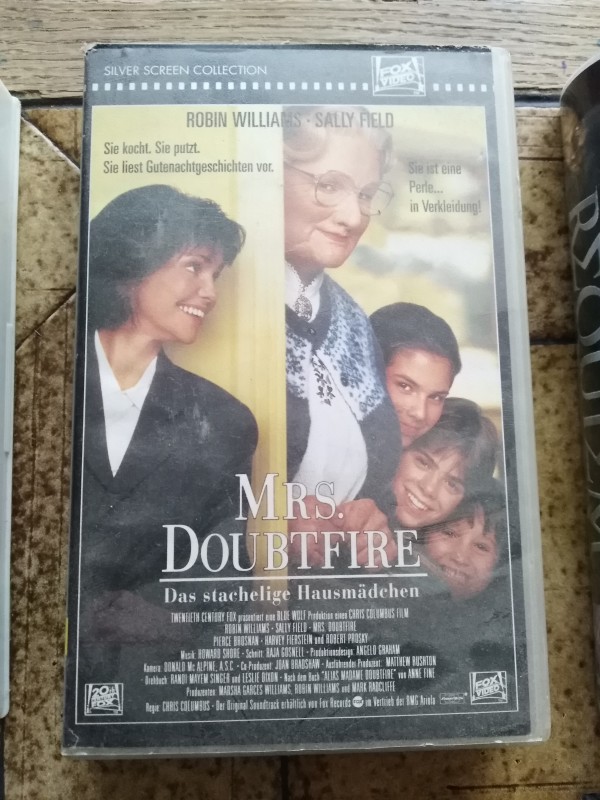 SILVER SCREEN COLLECTION
FOX
VIDEO
ROBIN WILLIAMS · SALLY FIELD
Sie kocht. Sie putzt.
Sie liest Gutenachtgeschichten vor.
Sie ist eine
Perle...
in Verkleidung!
MRS.
DOUBTFIRE
Das stachelige Hausmädchen
TWENTIETH CENTURY FOX präsentiert eine BLUE WOLF Produktion einen CHRIS COLUMBUS FILM
ROBIN WILLIAMS · SALLY FIELD · MRS. DOUBTFIRE
PIERCE BROSNAN · HARVEY FIERSTEIN und ROBERT PROSKY
Musik HOWARD SHORE · Schnitt RAJA GOSNELL · Produktionsdesign ANGELO GRAHAM
Kamera DONALD Mc ALPINE, A.S.C. · Co Produzent JOAN BRADSHAW · Ausführender Produzent MATTHEW RUSHTON
Drehbuch RANDI MAYEM SINGER und LESLIE DIXON · Nach dem Buch "ALIAS MADAME DOUBTFIRE" von ANNE FINE
Produzenten MARSHA GARCES WILLIAMS, ROBIN WILLIAMS und MARK RADCLIFFE
Regie CHRIS COLUMBUS · Der Original Soundtrack erhältlich von Fox Records im Vertrieb der BMG Ariola
20th
CENTURY
FOX
FOX
VIDEO